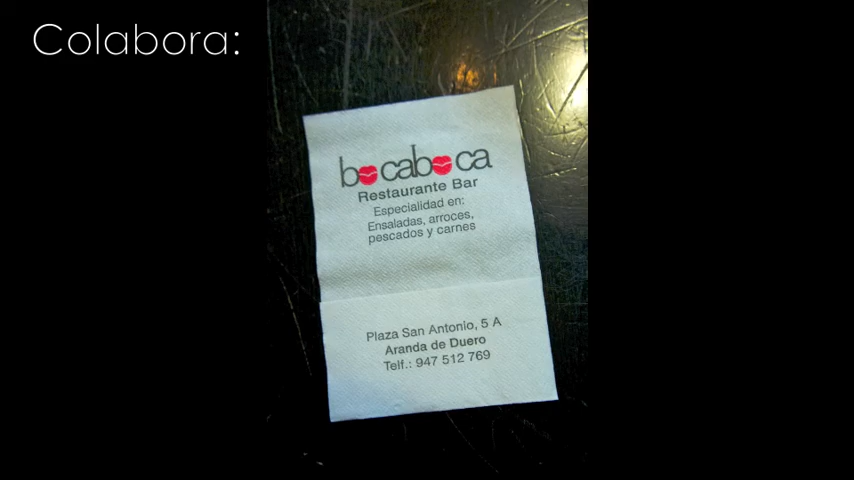 Colabora:
bocaboca
Restaurante Bar
Especialidad en:
Ensaladas, arroces,
pescados y carnes
Plaza San Antonio, 5 A
Aranda de Duero
Telf.: 947 512 769